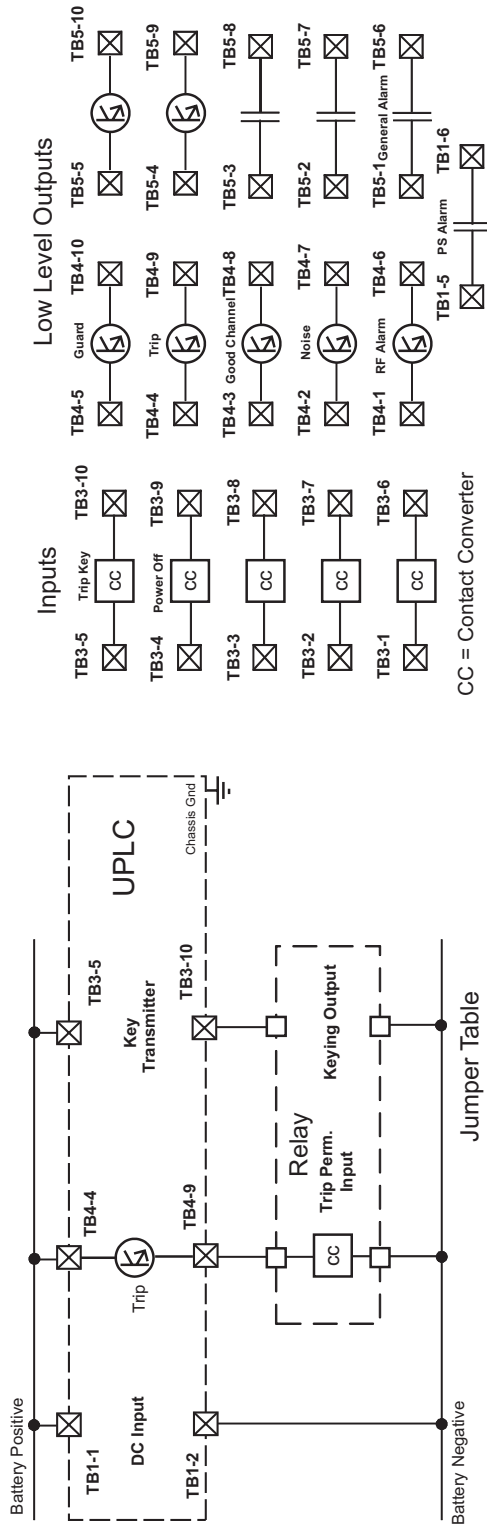 Battery Positive
TB1-1
DC Input
TB1-2
TB4-4
Trip
TB4-9
TB3-5
Key
Transmitter
TB3-10
UPLC
Chassis Gnd
Relay
Trip Perm.
Input
CC
Keying Output
Battery Negative
Jumper Table
Inputs
TB3-5
Trip Key
CC
TB3-10
TB3-4
Power Off
CC
TB3-9
TB3-3
CC
TB3-8
TB3-2
CC
TB3-7
TB3-1
CC
TB3-6
CC = Contact Converter
Low Level Outputs
TB4-5
Guard
TB4-10
TB4-4
Trip
TB4-9
TB4-3
Good Channel
TB4-8
TB4-2
Noise
TB4-7
TB4-1
RF Alarm
TB4-6
TB5-5
TB5-10
TB5-4
TB5-9
TB5-3
TB5-8
TB5-2
TB5-7
TB5-1
General Alarm
TB5-6
TB1-5
PS Alarm
TB1-6